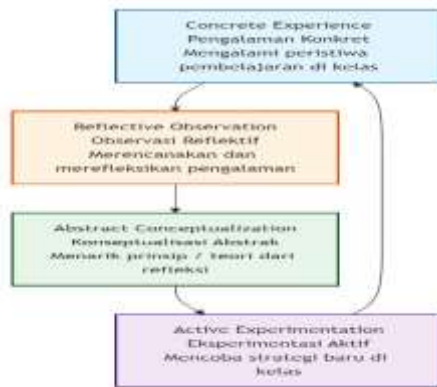 Concrete Experience
Pengalaman Konkret
Mengalami peristiwa
pembelajaran di kelas
Reflective Observation
Observasi Reflektif
Merencanakan dan
merefleksikan pengalaman
Abstract Conceptualization
Konseptualisasi Abstrak
Menarik prinsip / teori dari
refleksi
Active Experimentation
Eksperimentasi Aktif
Mencoba strategi baru di
kelas